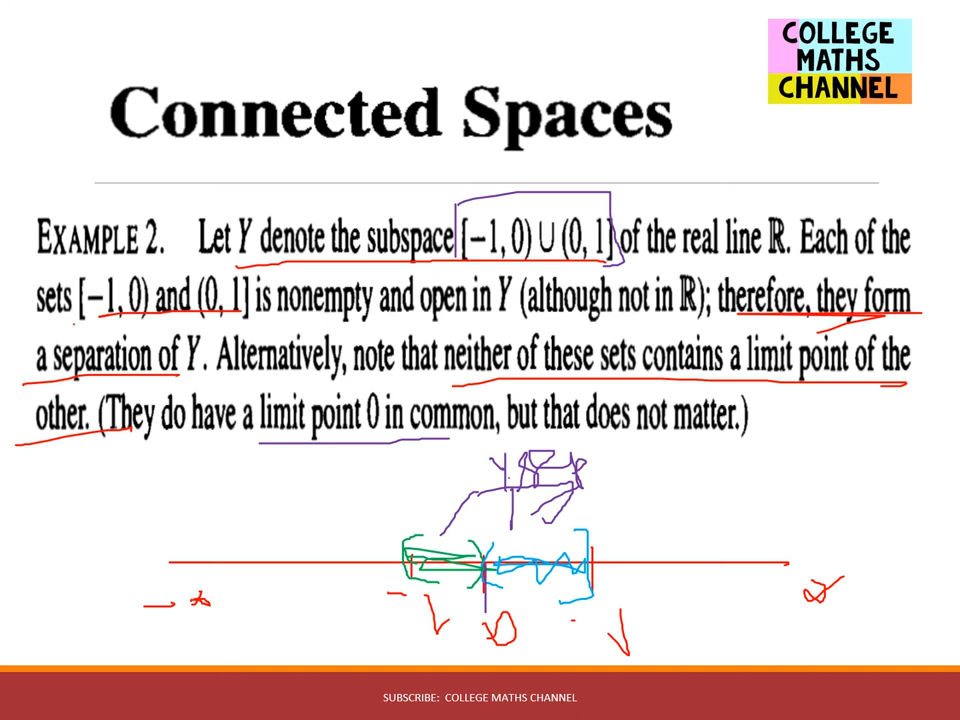 COLLEGE
MATHS
CHANNEL
Connected Spaces
EXAMPLE 2. Let Y denote the subspace [−1, 0) ∪ (0, 1] of the real line ℝ. Each of the
sets [−1, 0) and (0, 1] is nonempty and open in Y (although not in ℝ); therefore, they form
a separation of Y. Alternatively, note that neither of these sets contains a limit point of the
other. (They do have a limit point 0 in common, but that does not matter.)
−1 0 1
SUBSCRIBE: COLLEGE MATHS CHANNEL